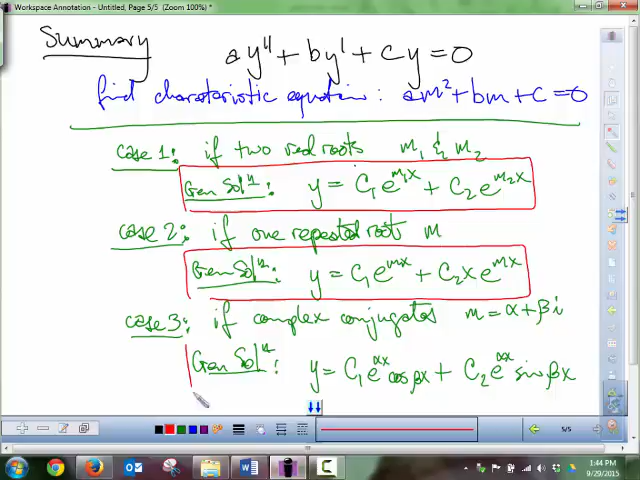 Workspace Annotation - Untitled, Page 5/5 (Zoom 100%) *
Summary ay'' + by' + cy = 0
find characteristic equation: am² + bm + c = 0
case 1: if two real roots m₁ & m₂
Gen Solⁿ: y = C₁e^(m₁x) + C₂e^(m₂x)
case 2: if one repeated root m
Gen Solⁿ: y = C₁e^(mx) + C₂xe^(mx)
case 3: if complex conjugates m = α + βi
Gen Solⁿ: y = C₁e^(αx) cos βx + C₂e^(αx) sin βx
5/5
1:44 PM
9/29/2015